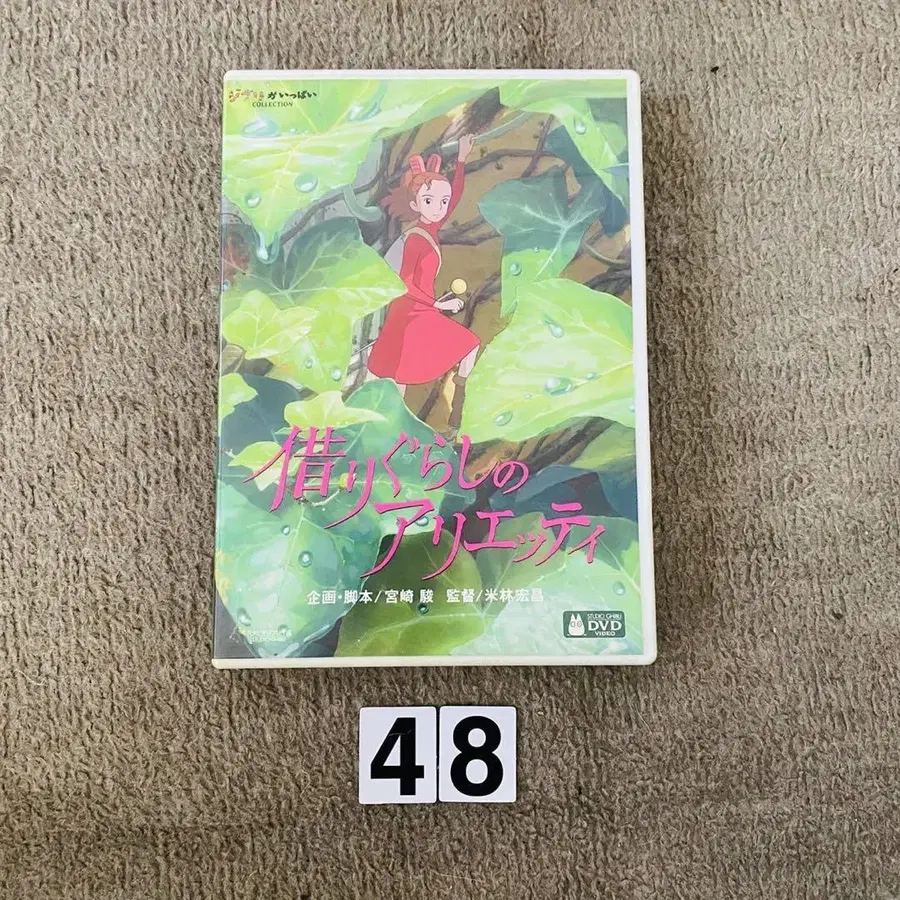 ジブリがいっぱい
COLLECTION
借りぐらしの
アリエッティ
企画・脚本/宮崎 駿 監督/米林宏昌
STUDIO GHIBLI
DVD
VIDEO
48